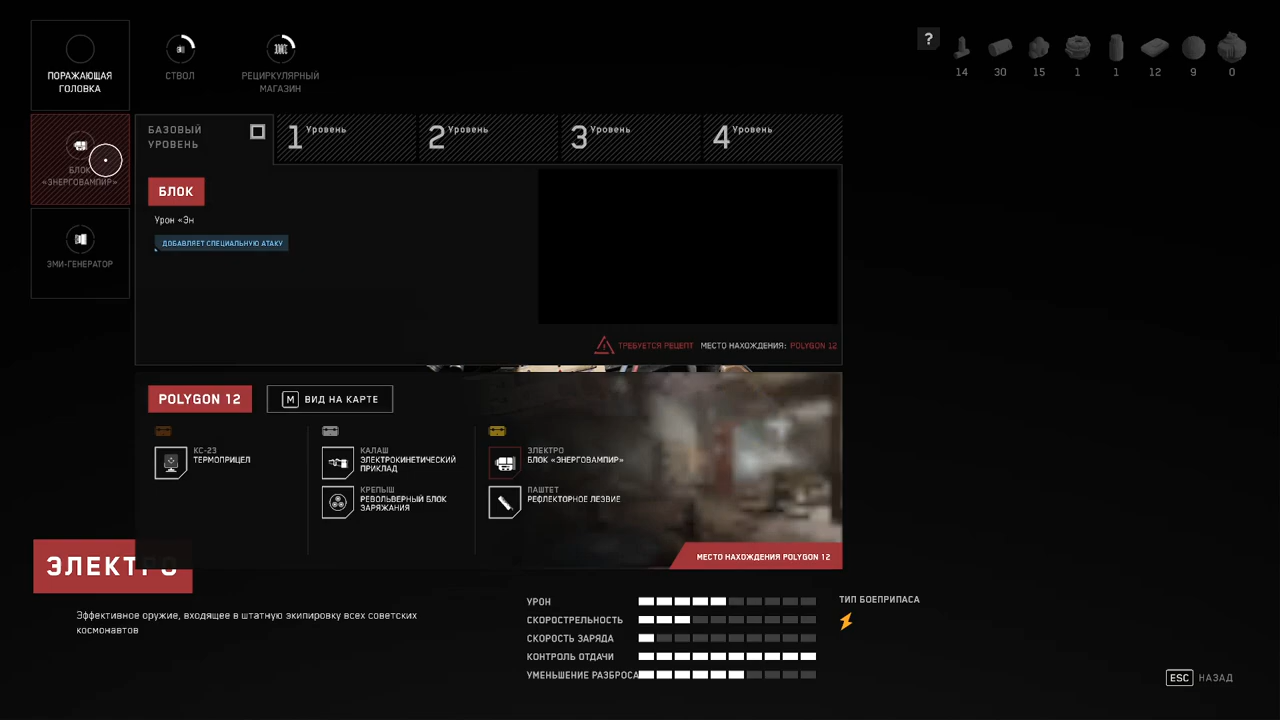 ПОРАЖАЮЩАЯ
ГОЛОВКА
СТВОЛ
РЕЦИРКУЛЯРНЫЙ
МАГАЗИН
?
14 30 15 1 1 12 9 0
БЛОК
«ЭНЕРГОВАМПИР»
ЭМИ-ГЕНЕРАТОР
БАЗОВЫЙ
УРОВЕНЬ
1 Уровень
2 Уровень
3 Уровень
4 Уровень
БЛОК
Урон «Эн
ДОБАВЛЯЕТ СПЕЦИАЛЬНУЮ АТАКУ
ТРЕБУЕТСЯ РЕЦЕПТ МЕСТО НАХОЖДЕНИЯ: POLYGON 12
POLYGON 12
M ВИД НА КАРТЕ
КС-23
ТЕРМОПРИЦЕЛ
КАЛАШ
ЭЛЕКТРОКИНЕТИЧЕСКИЙ
ПРИКЛАД
КРЕПЫШ
РЕВОЛЬВЕРНЫЙ БЛОК
ЗАРЯЖАНИЯ
ЭЛЕКТРО
БЛОК «ЭНЕРГОВАМПИР»
ПАШТЕТ
РЕФЛЕКТОРНОЕ ЛЕЗВИЕ
МЕСТО НАХОЖДЕНИЯ POLYGON 12
ЭЛЕКТРО
Эффективное оружие, входящее в штатную экипировку всех советских
космонавтов
УРОН
СКОРОСТРЕЛЬНОСТЬ
СКОРОСТЬ ЗАРЯДА
КОНТРОЛЬ ОТДАЧИ
УМЕНЬШЕНИЕ РАЗБРОСА
ТИП БОЕПРИПАСА
ESC НАЗАД